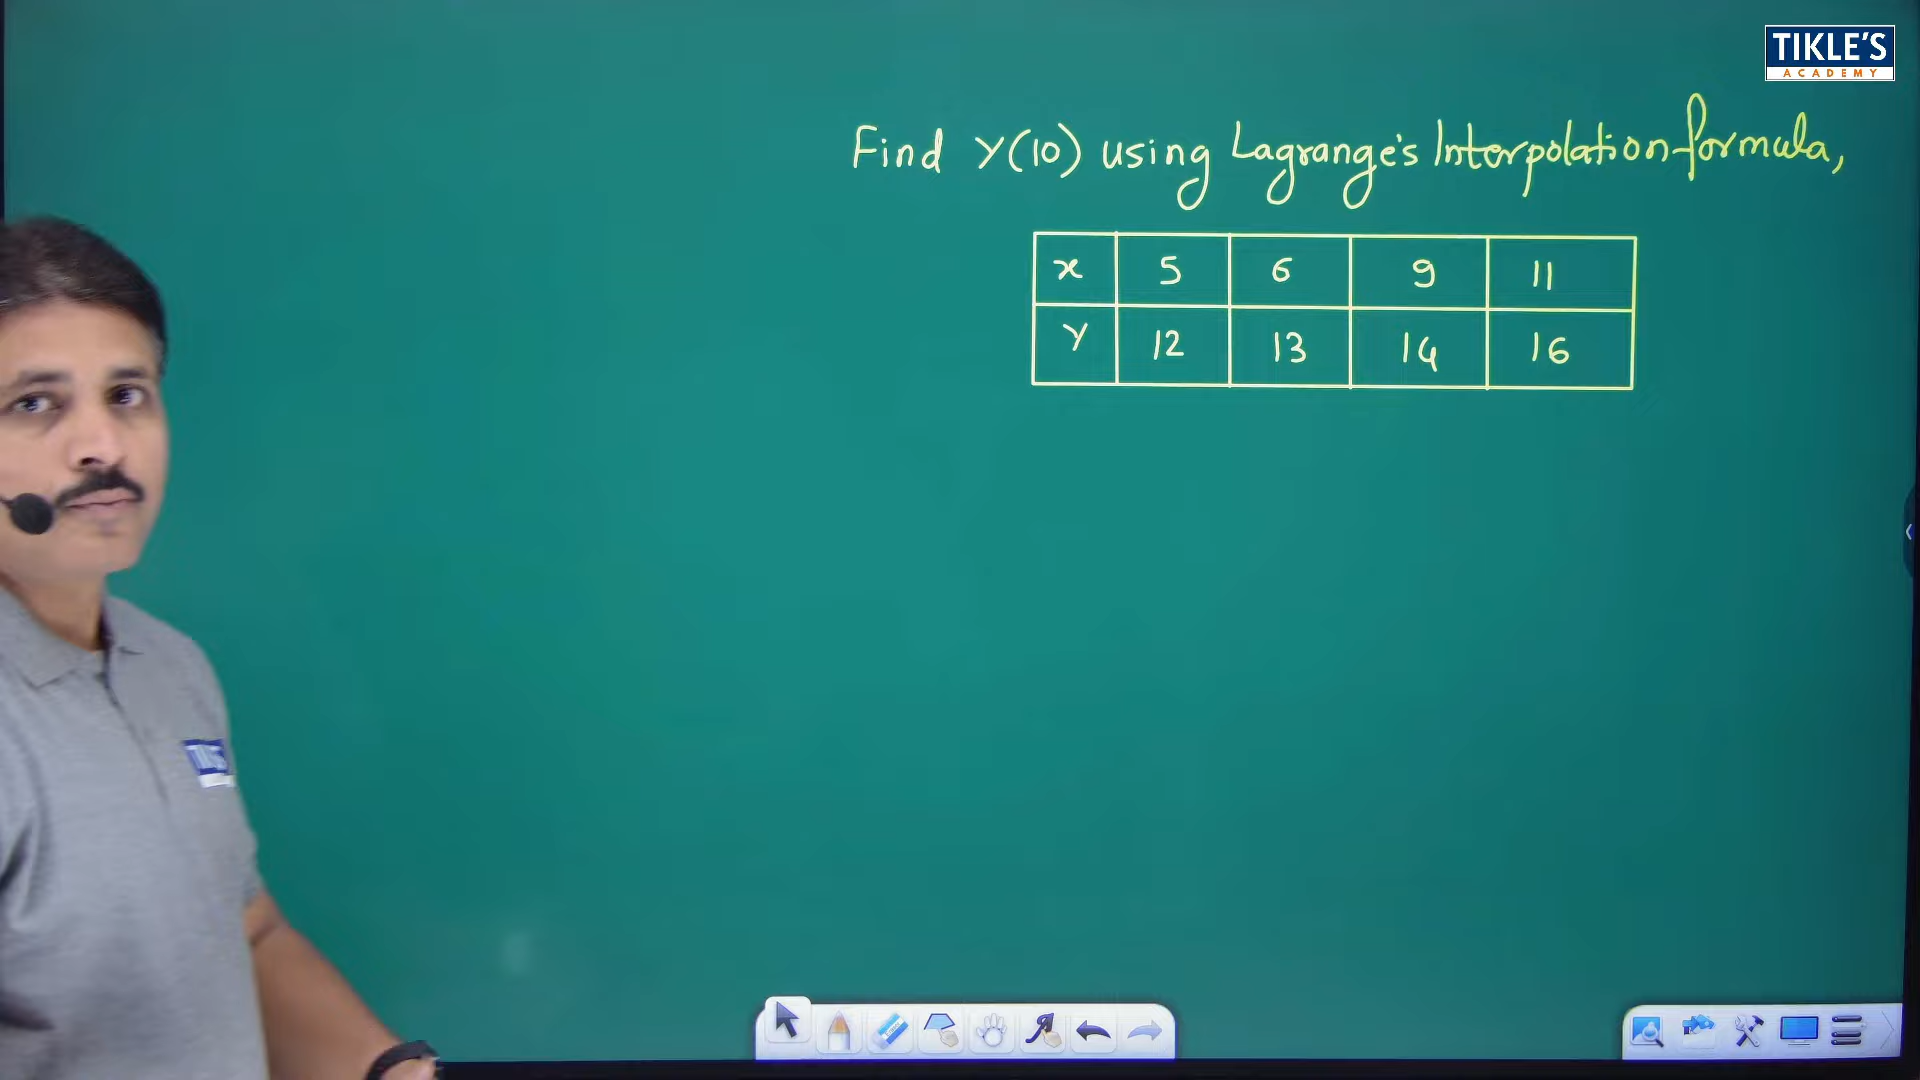 TIKLE'S
ACADEMY
Find Y(10) using Lagrange's Interpolation formula,
x 5 6 9 11
Y 12 13 14 16